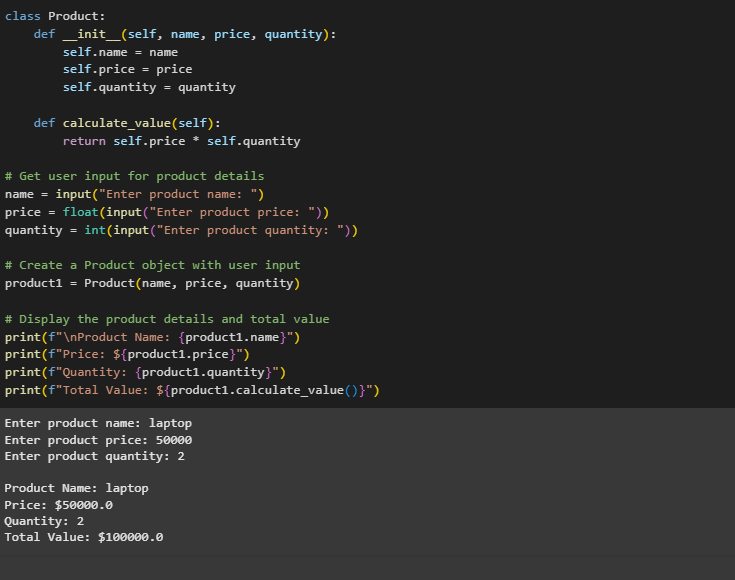 class Product:
    def __init__(self, name, price, quantity):
        self.name = name
        self.price = price
        self.quantity = quantity

    def calculate_value(self):
        return self.price * self.quantity

# Get user input for product details
name = input("Enter product name: ")
price = float(input("Enter product price: "))
quantity = int(input("Enter product quantity: "))

# Create a Product object with user input
product1 = Product(name, price, quantity)

# Display the product details and total value
print(f"\nProduct Name: {product1.name}")
print(f"Price: ${product1.price}")
print(f"Quantity: {product1.quantity}")
print(f"Total Value: ${product1.calculate_value()}")

Enter product name: laptop
Enter product price: 50000
Enter product quantity: 2

Product Name: laptop
Price: $50000.0
Quantity: 2
Total Value: $100000.0